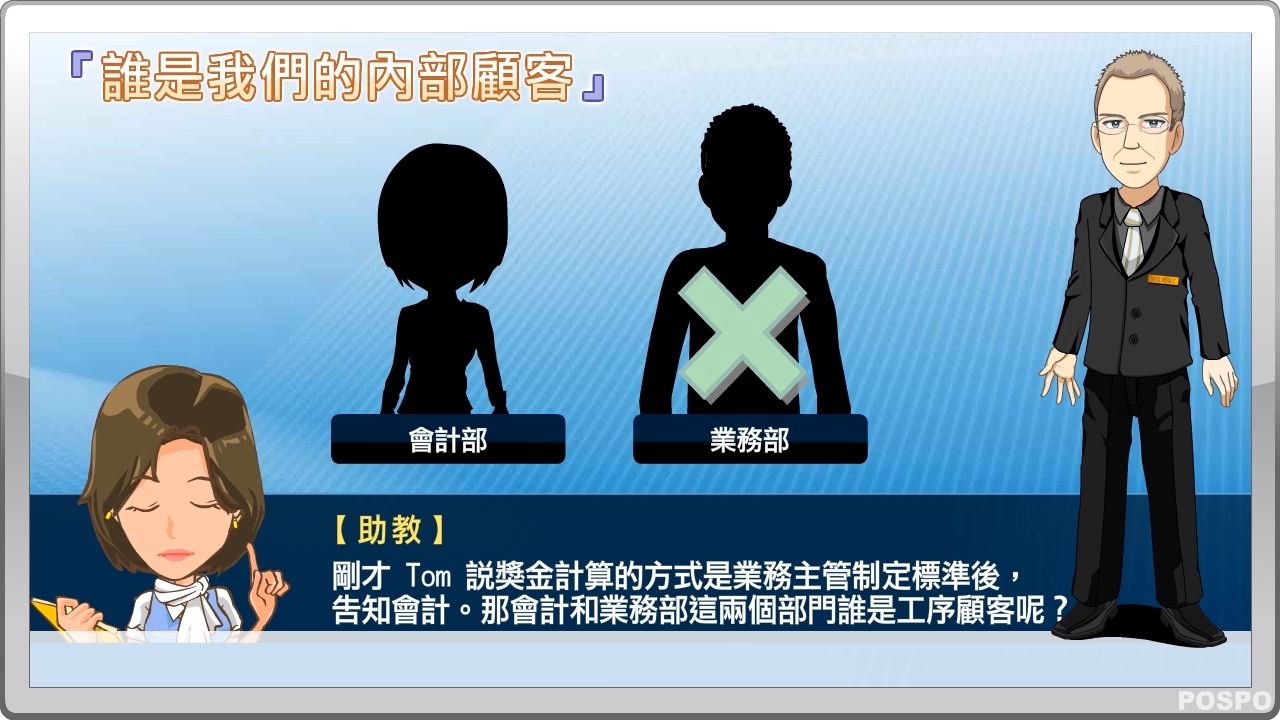 『誰是我們的內部顧客』
會計部
業務部
【助教】
剛才 Tom 說獎金計算的方式是業務主管制定標準後，
告知會計。那會計和業務部這兩個部門誰是工序顧客呢？
POSPO